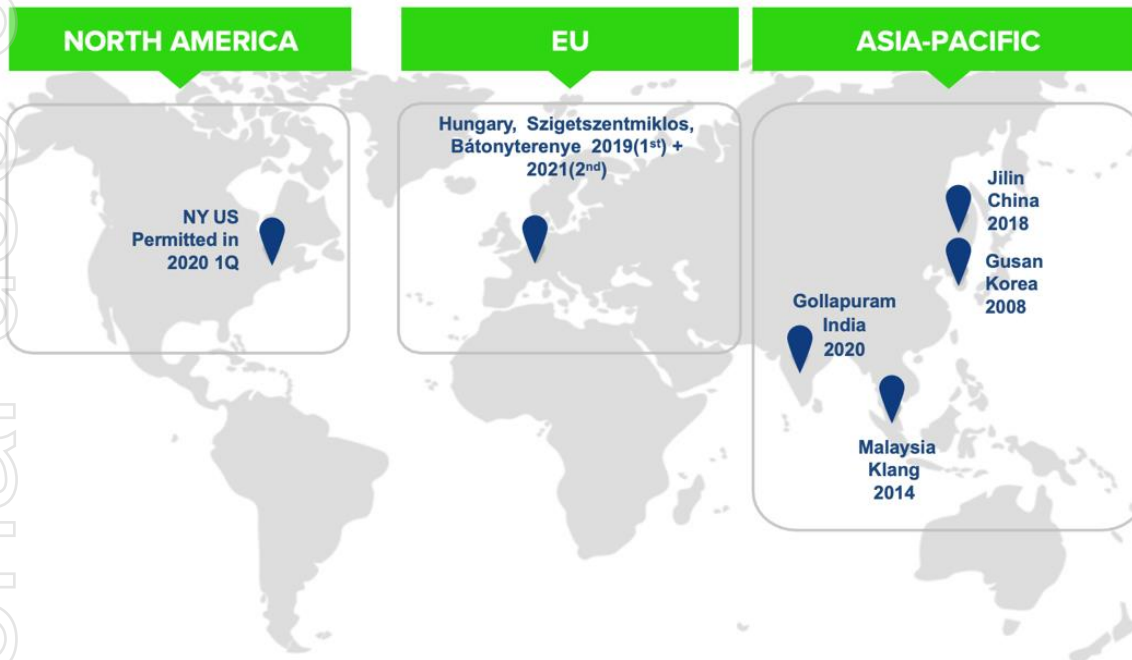 NORTH AMERICA
EU
ASIA-PACIFIC
NY US
Permitted in
2020 1Q
Hungary, Szigetszentmiklos,
Bátonyterenye 2019(1st) +
2021(2nd)
Jilin
China
2018
Gusan
Korea
2008
Gollapuram
India
2020
Malaysia
Klang
2014